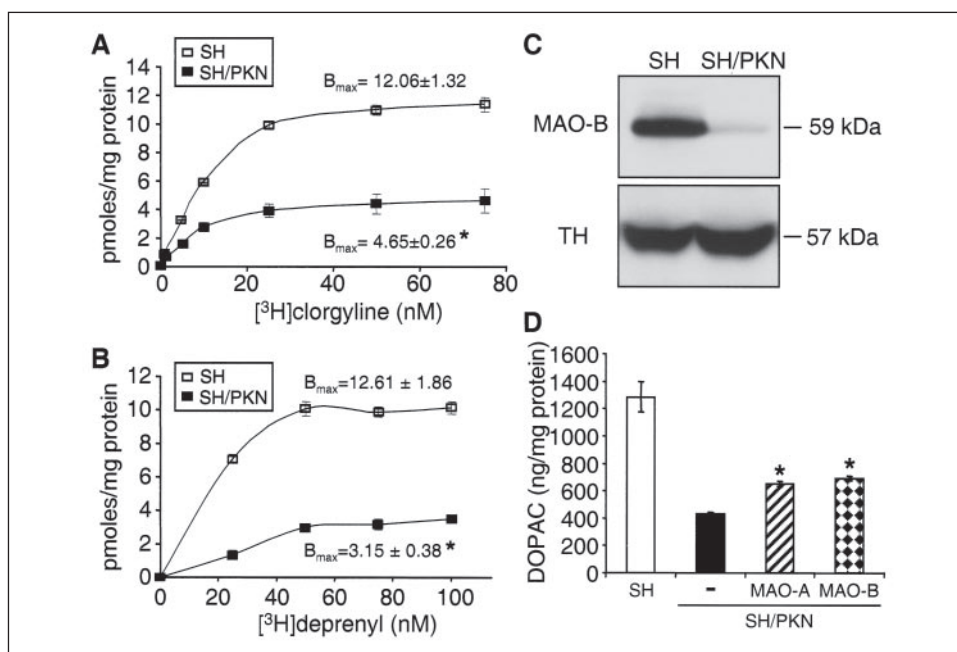 A
SH
SH/PKN
Bmax= 12.06±1.32
Bmax= 4.65±0.26 *
pmoles/mg protein
14
12
10
8
6
4
2
0
0 20 40 60 80
[³H]clorgyline (nM)
B
SH
SH/PKN
Bmax=12.61 ± 1.86
Bmax=3.15 ± 0.38 *
pmoles/mg protein
12
10
8
6
4
2
0
0 20 40 60 80 100
[³H]deprenyl (nM)
C
SH SH/PKN
MAO-B 59 kDa
TH 57 kDa
D
DOPAC (ng/mg protein)
1600
1400
1200
1000
800
600
400
200
0
* *
SH - MAO-A MAO-B
SH/PKN